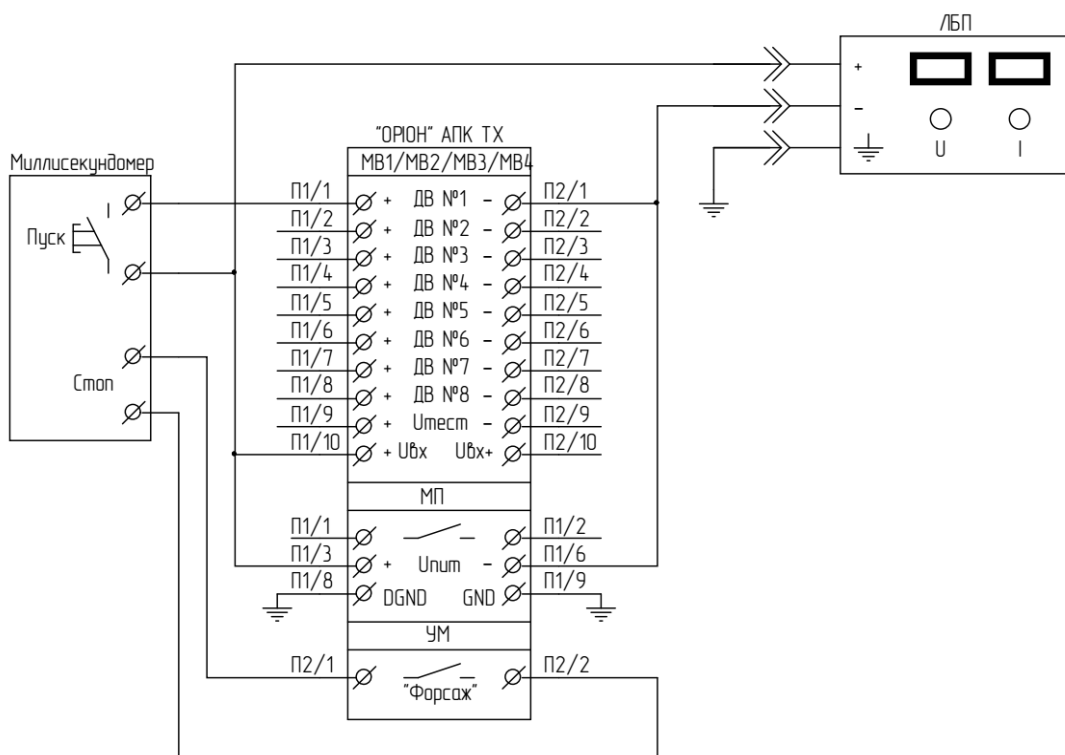 ЛБП
+
−
U I
"ОРІОН" АПК ТХ
МВ1/МВ2/МВ3/МВ4
Миллисекундомер
Пуск
Стоп
П1/1 + ДВ №1 − П2/1
П1/2 + ДВ №2 − П2/2
П1/3 + ДВ №3 − П2/3
П1/4 + ДВ №4 − П2/4
П1/5 + ДВ №5 − П2/5
П1/6 + ДВ №6 − П2/6
П1/7 + ДВ №7 − П2/7
П1/8 + ДВ №8 − П2/8
П1/9 + Uтест − П2/9
П1/10 + Uвх Uвх+ П2/10
МП
П1/1 П1/2
П1/3 + Uпит − П1/6
П1/8 DGND GND П1/9
УМ
П2/1 "Форсаж" П2/2